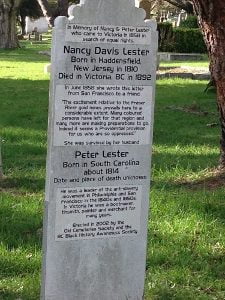 In Memory of Nancy & Peter Lester
who came to Victoria in 1858 in
search of equal rights.
Nancy Davis Lester
Born in Haddensfield,
New Jersey in 1810
Died in Victoria, BC in 1892
In June 1858 she wrote this letter
from San Francisco to a friend:
"The excitement relative to the Fraser
River gold news prevails here to a
considerable extent. Many coloured
persons have left for that region and
many more are making preparations to go.
Indeed it seems a Providential provision
for us who are so oppressed."
She was survived by her husband
Peter Lester
Born in South Carolina
about 1814
Date and place of death unknown
He was a leader of the anti-slavery
movement in Philadelphia and San
Francisco in the 1840s and 1850s.
In Victoria he was a bootmaker,
tinsmith, painter and merchant for
many years.
Erected in 2002 by the
Old Cemeteries Society and the
BC Black History Awareness Society